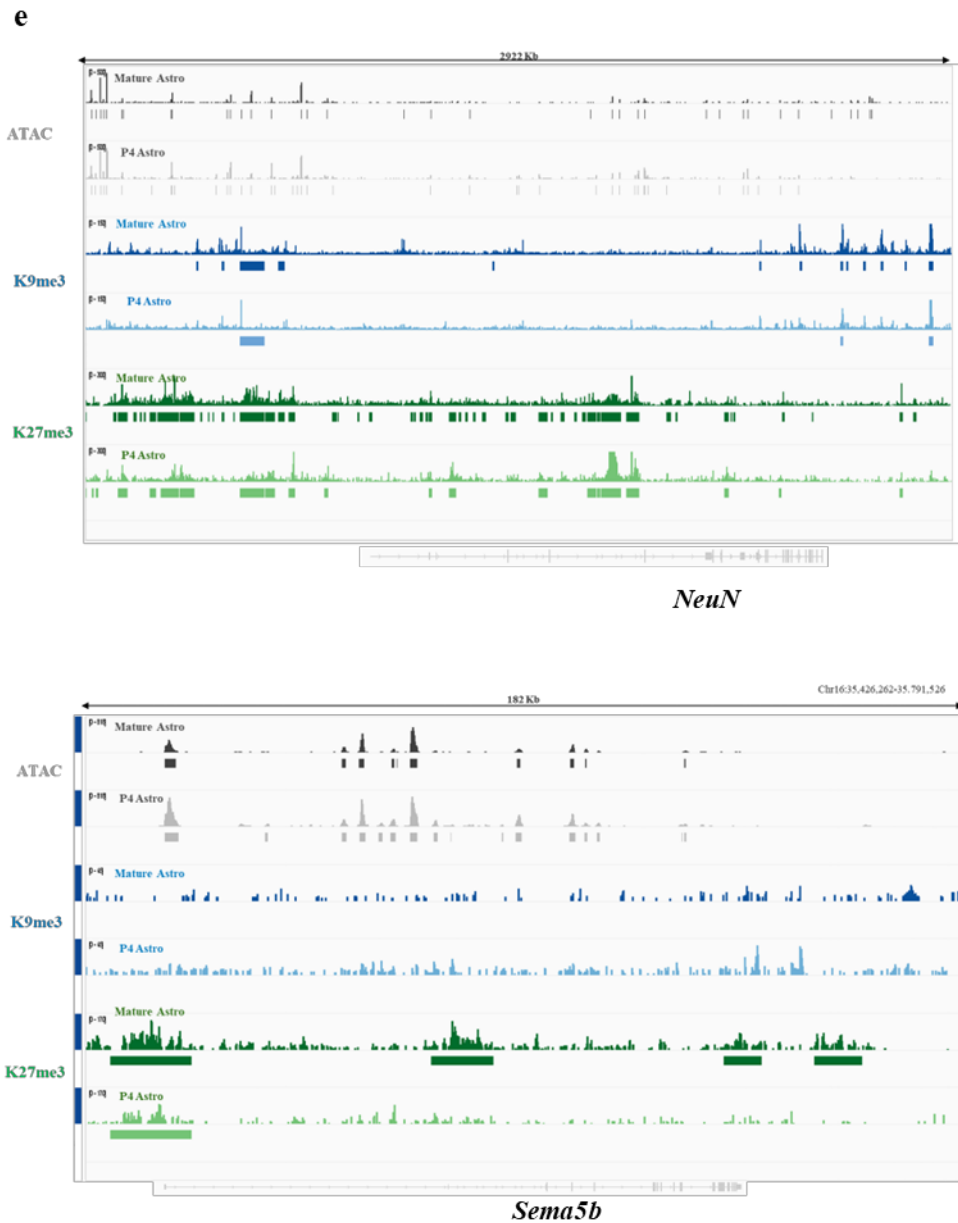 e
2922 Kb
Mature Astro
ATAC
P4 Astro
Mature Astro
K9me3
P4 Astro
Mature Astro
K27me3
P4 Astro
NeuN
Chr16:35,426,262-35.791,526
182 Kb
Mature Astro
ATAC
P4 Astro
Mature Astro
K9me3
P4 Astro
Mature Astro
K27me3
P4 Astro
Sema5b